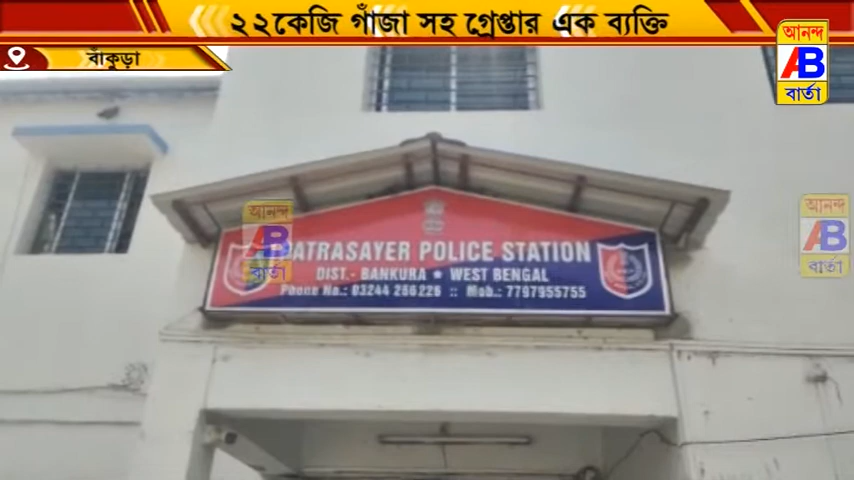 ২২কেজি গাঁজা সহ গ্রেপ্তার এক ব্যক্তি
বাঁকুড়া
আনন্দ
AB
বার্তা
PATRASAYER POLICE STATION
DIST.- BANKURA ★ WEST BENGAL
Phone No.: 03244 266226 :: Mob.: 7797955755
আনন্দ
AB
বার্তা
আনন্দ
AB
বার্তা